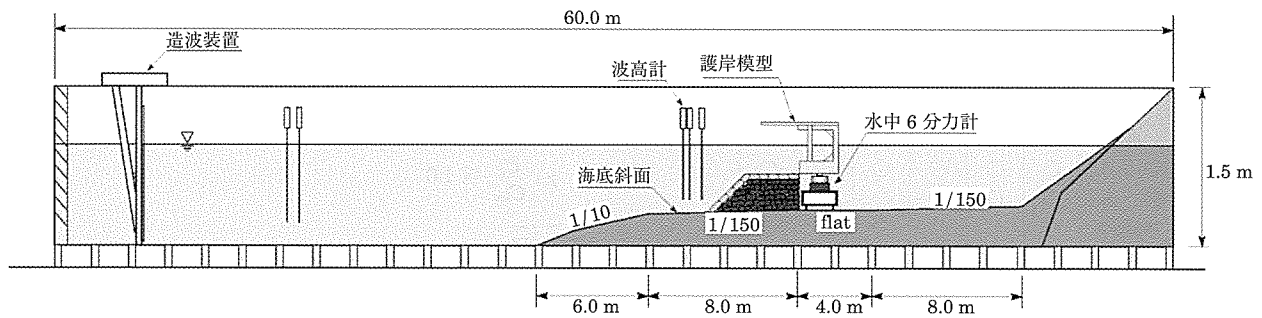 60.0 m
造波装置
波高計
護岸模型
水中 6 分力計
海底斜面
1.5 m
1/10
1/150
flat
1/150
6.0 m
8.0 m
4.0 m
8.0 m